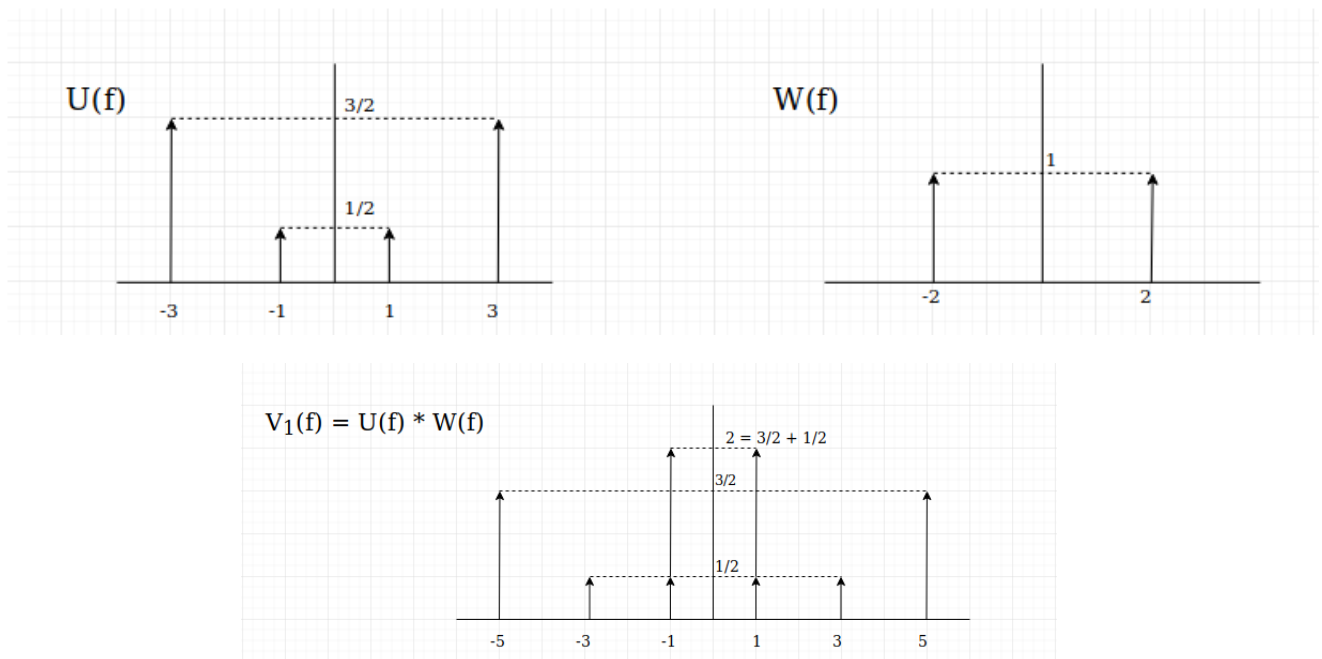 U(f)
3/2
1/2
-3 -1 1 3
W(f)
1
-2 2
V₁(f) = U(f) * W(f)
2 = 3/2 + 1/2
3/2
1/2
-5 -3 -1 1 3 5